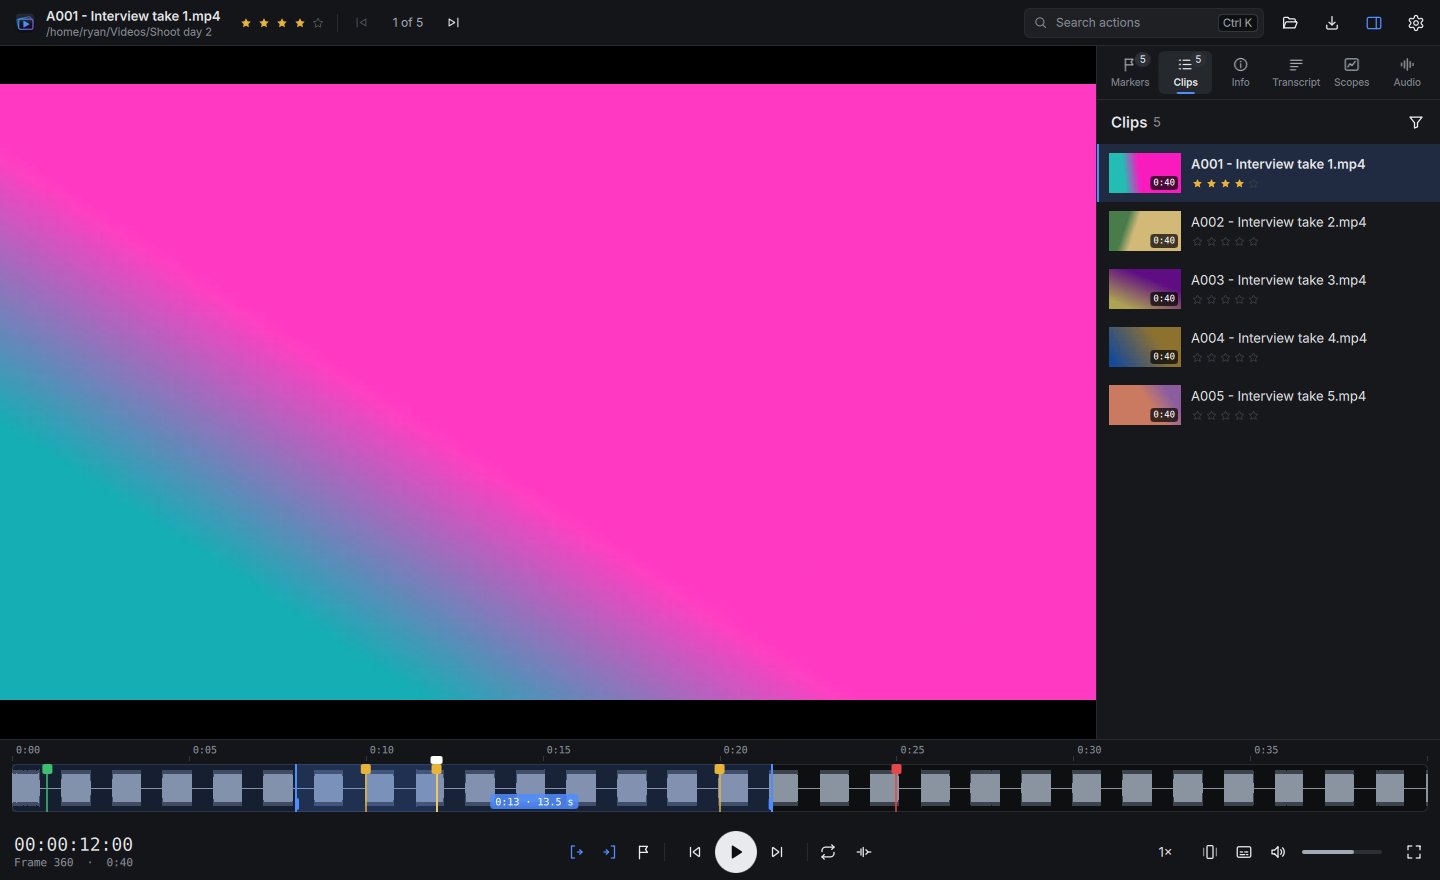 A001 - Interview take 1.mp4
/home/ryan/Videos/Shoot day 2
1 of 5
Search actions
Ctrl K
5
5
Markers
Clips
Info
Transcript
Scopes
Audio
Clips 5
0:40
A001 - Interview take 1.mp4
0:40
A002 - Interview take 2.mp4
0:40
A003 - Interview take 3.mp4
0:40
A004 - Interview take 4.mp4
0:40
A005 - Interview take 5.mp4
0:00
0:05
0:10
0:15
0:20
0:25
0:30
0:35
0:13 · 13.5 s
00:00:12:00
Frame 360 · 0:40
1×